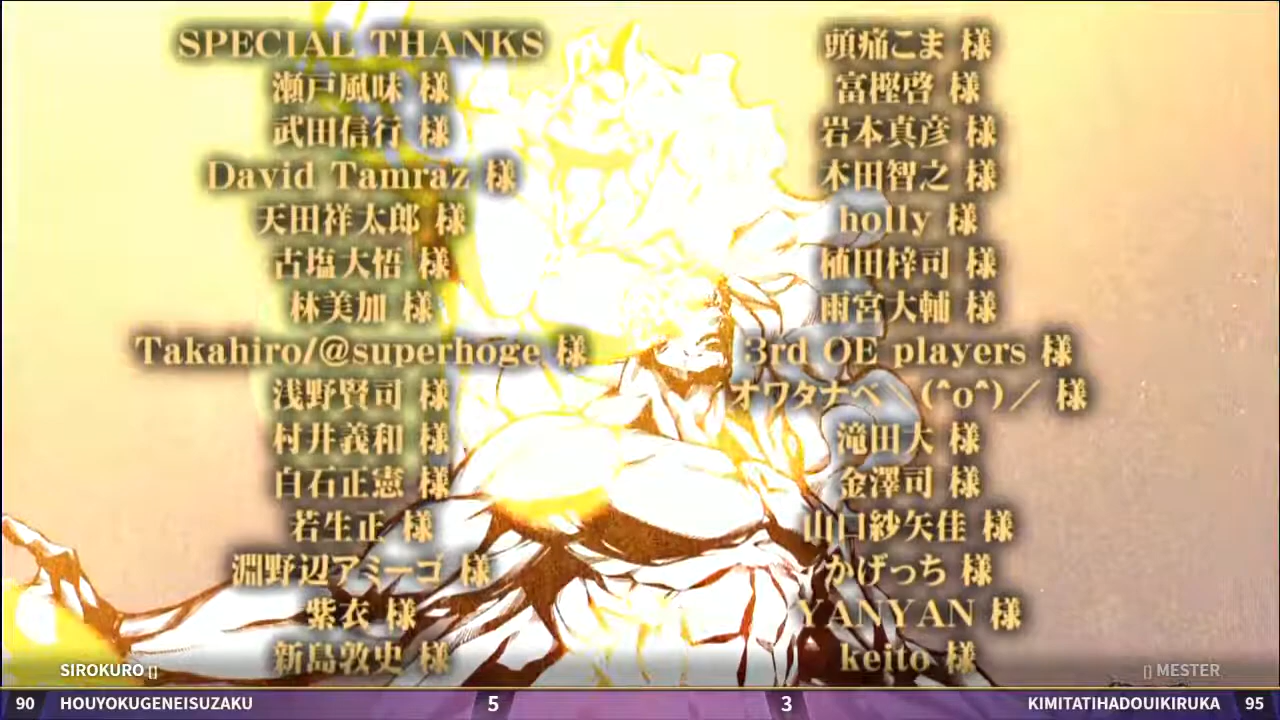 SPECIAL THANKS
瀬戸風味 様
武田信行 様
David Tamraz 様
天田祥太郎 様
古塩大悟 様
林美加 様
Takahiro/@superhoge 様
浅野賢司 様
村井義和 様
白石正憲 様
若生正 様
淵野辺アミーゴ 様
紫衣 様
新島敦史 様
頭痛こま 様
富樫啓 様
岩本真彦 様
木田智之 様
holly 様
植田梓司 様
雨宮大輔 様
3rd OE players 様
オワタナベ＼(^o^)／ 様
滝田大 様
金澤司 様
山口紗矢佳 様
かげっち 様
YANYAN 様
keito 様
SIROKURO []
[] MESTER
90 HOUYOKUGENEISUZAKU 5 3 KIMITATIHADOUIKIRUKA 95